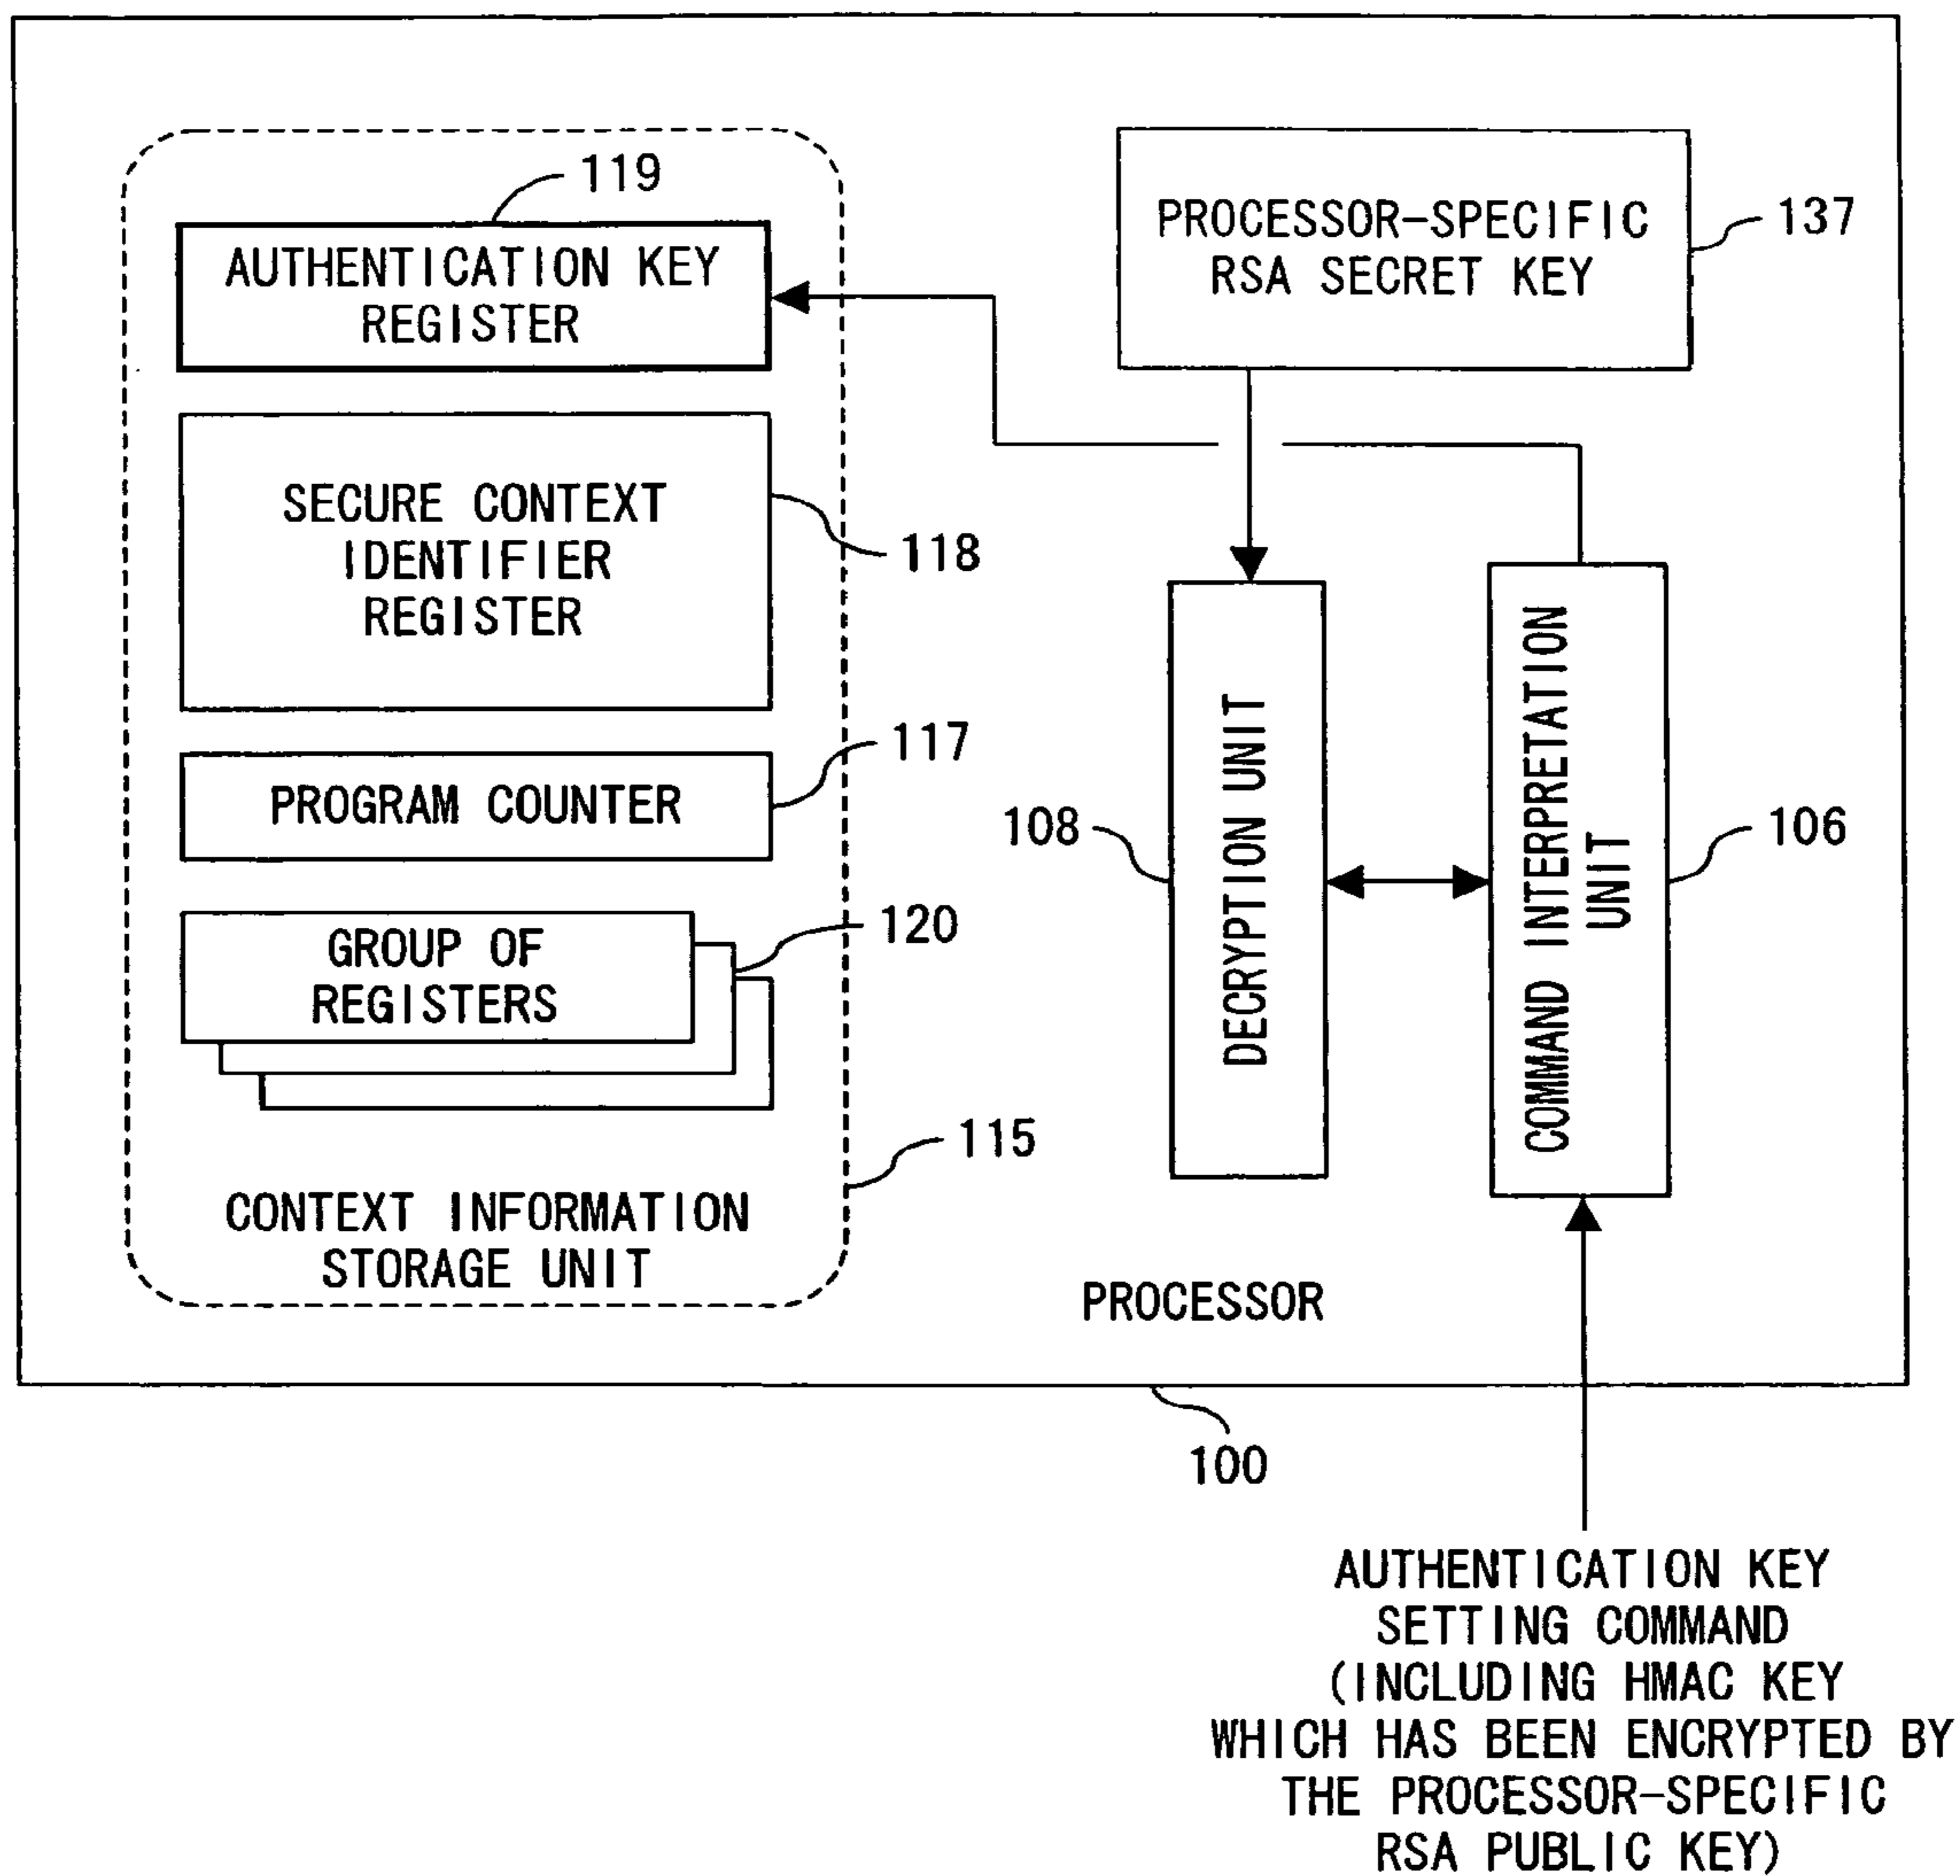 119
AUTHENTICATION KEY
REGISTER
PROCESSOR-SPECIFIC
RSA SECRET KEY
137
SECURE CONTEXT
IDENTIFIER
REGISTER
118
PROGRAM COUNTER
117
GROUP OF
REGISTERS
120
CONTEXT INFORMATION
STORAGE UNIT
115
108
DECRYPTION UNIT
COMMAND INTERPRETATION
UNIT
106
PROCESSOR
100
AUTHENTICATION KEY
SETTING COMMAND
(INCLUDING HMAC KEY
WHICH HAS BEEN ENCRYPTED BY
THE PROCESSOR-SPECIFIC
RSA PUBLIC KEY)